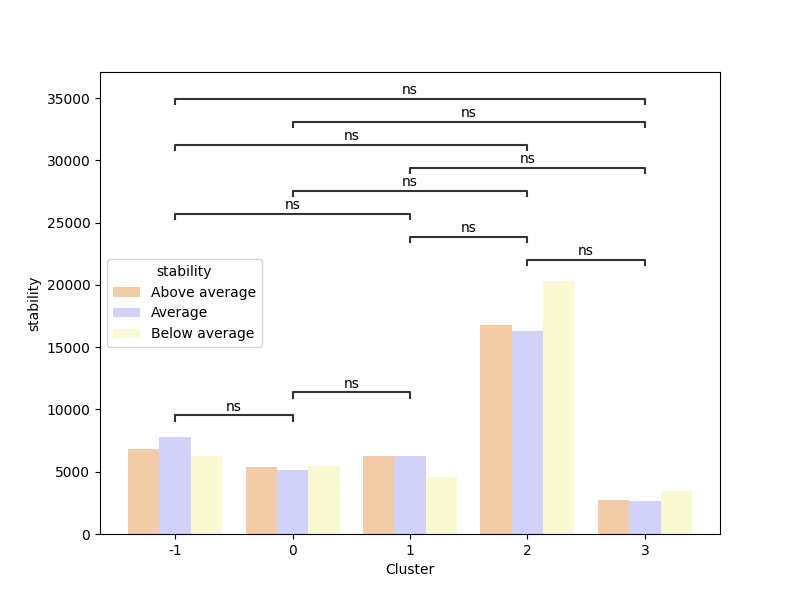 ns
ns
ns
ns
ns
ns
ns
ns
ns
ns
35000
30000
25000
20000
15000
10000
5000
0
stability
stability
Above average
Average
Below average
-1
0
1
2
3
Cluster